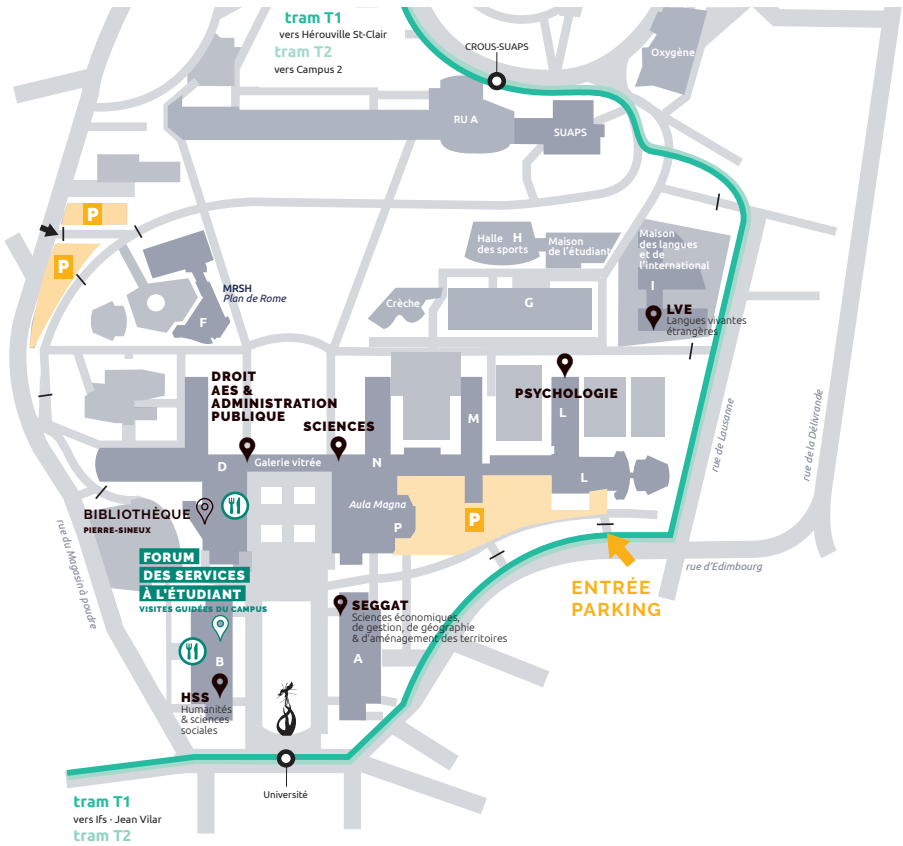 tram T1
vers Hérouville St-Clair
tram T2
vers Campus 2
CROUS-SUAPS
Oxygène
RU A
SUAPS
P
P
Halle H
des sports
Maison
de l'étudiant
Maison
des langues
et de
l'international
I
MRSH
Plan de Rome
F
Crèche
G
LVE
Langues vivantes
étrangères
DROIT
AES &
ADMINISTRATION
PUBLIQUE
SCIENCES
PSYCHOLOGIE
M
L
D
Galerie vitrée
N
L
Aula Magna
P
P
BIBLIOTHÈQUE
PIERRE-SINEUX
rue de Lausanne
rue de la Délivrande
rue du Magasin à poudre
rue d'Edimbourg
FORUM
DES SERVICES
À L'ÉTUDIANT
VISITES GUIDÉES DU CAMPUS
ENTRÉE
PARKING
SEGGAT
Sciences économiques,
de gestion, de géographie
& d'aménagement des territoires
A
B
HSS
Humanités
& sciences
sociales
Université
tram T1
vers Ifs - Jean Vilar
tram T2